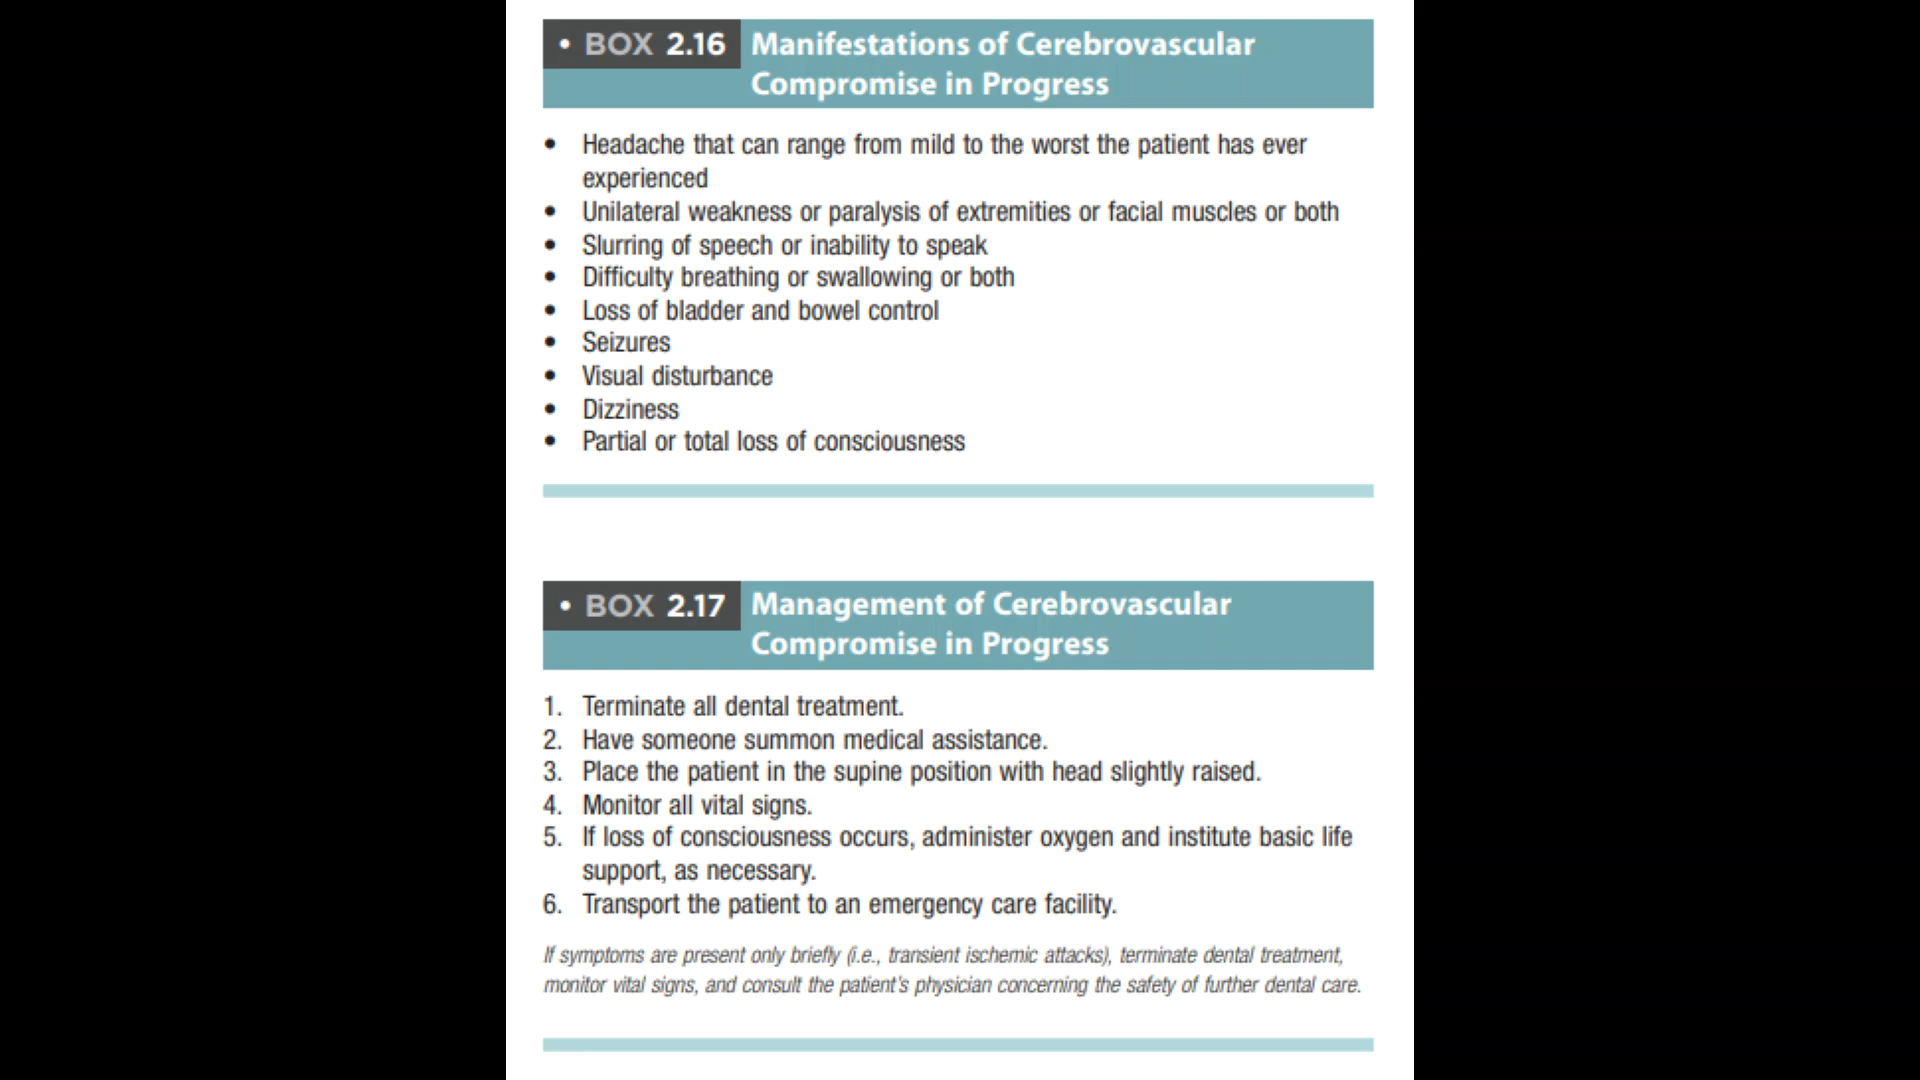 • BOX 2.16 Manifestations of Cerebrovascular
Compromise in Progress
• Headache that can range from mild to the worst the patient has ever
experienced
• Unilateral weakness or paralysis of extremities or facial muscles or both
• Slurring of speech or inability to speak
• Difficulty breathing or swallowing or both
• Loss of bladder and bowel control
• Seizures
• Visual disturbance
• Dizziness
• Partial or total loss of consciousness
• BOX 2.17 Management of Cerebrovascular
Compromise in Progress
1. Terminate all dental treatment.
2. Have someone summon medical assistance.
3. Place the patient in the supine position with head slightly raised.
4. Monitor all vital signs.
5. If loss of consciousness occurs, administer oxygen and institute basic life
support, as necessary.
6. Transport the patient to an emergency care facility.
If symptoms are present only briefly (i.e., transient ischemic attacks), terminate dental treatment,
monitor vital signs, and consult the patient's physician concerning the safety of further dental care.